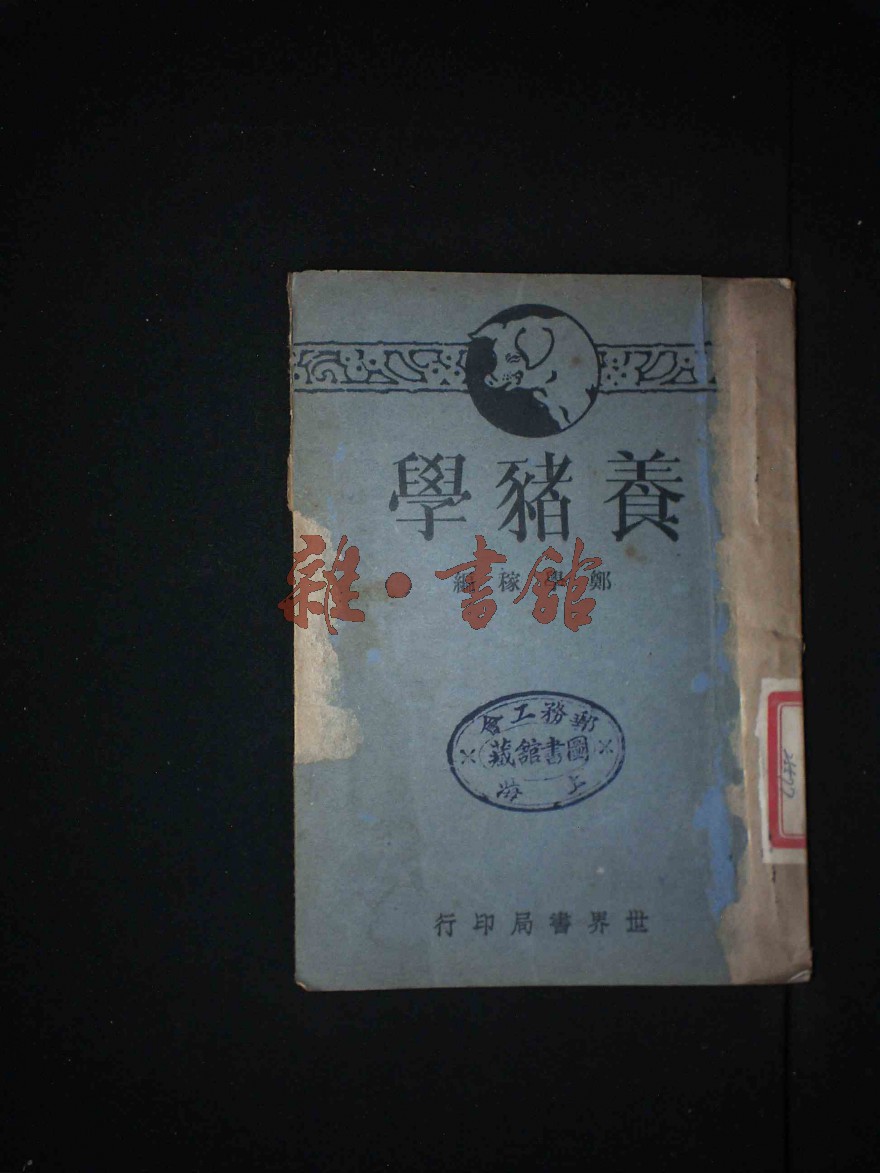 養豬學
鄭學稼編
雜·書館
郵務工會
圖書館藏
上海
世界書局印行